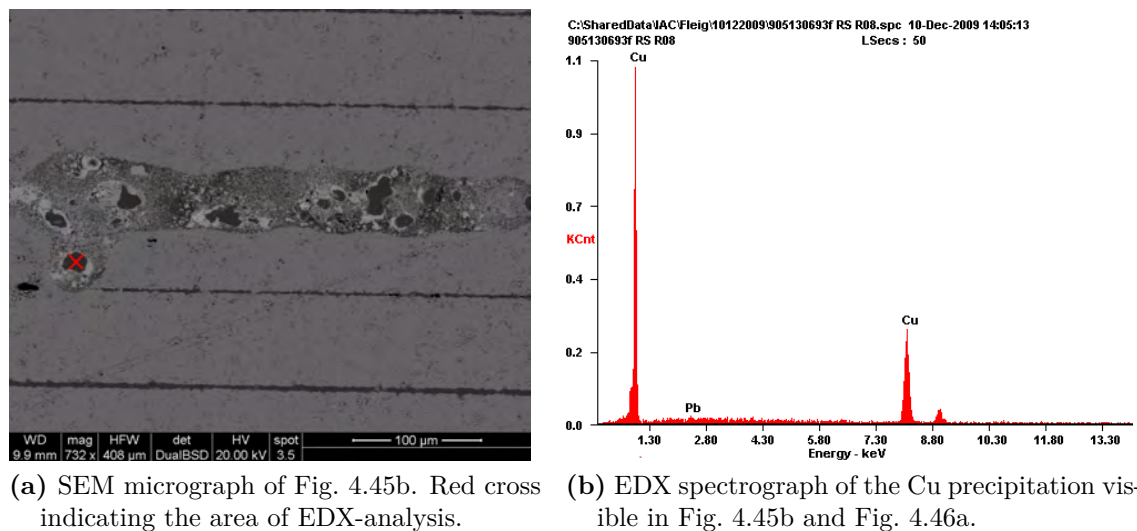 WD mag HFW det HV spot
9.9 mm 732 x 408 µm DualBSD 20.00 kV 3.5 100 µm
(a) SEM micrograph of Fig. 4.45b. Red cross
indicating the area of EDX-analysis.
C:\SharedData\IAC\Fleig\10122009\905130693f RS R08.spc 10-Dec-2009 14:05:13
905130693f RS R08 LSecs : 50
1.1
Cu
0.9
0.7
KCnt
0.4
Cu
0.2
Pb
0.0
1.30 2.80 4.30 5.80 7.30 8.80 10.30 11.80 13.30
Energy - keV
(b) EDX spectrograph of the Cu precipitation vis-
ible in Fig. 4.45b and Fig. 4.46a.